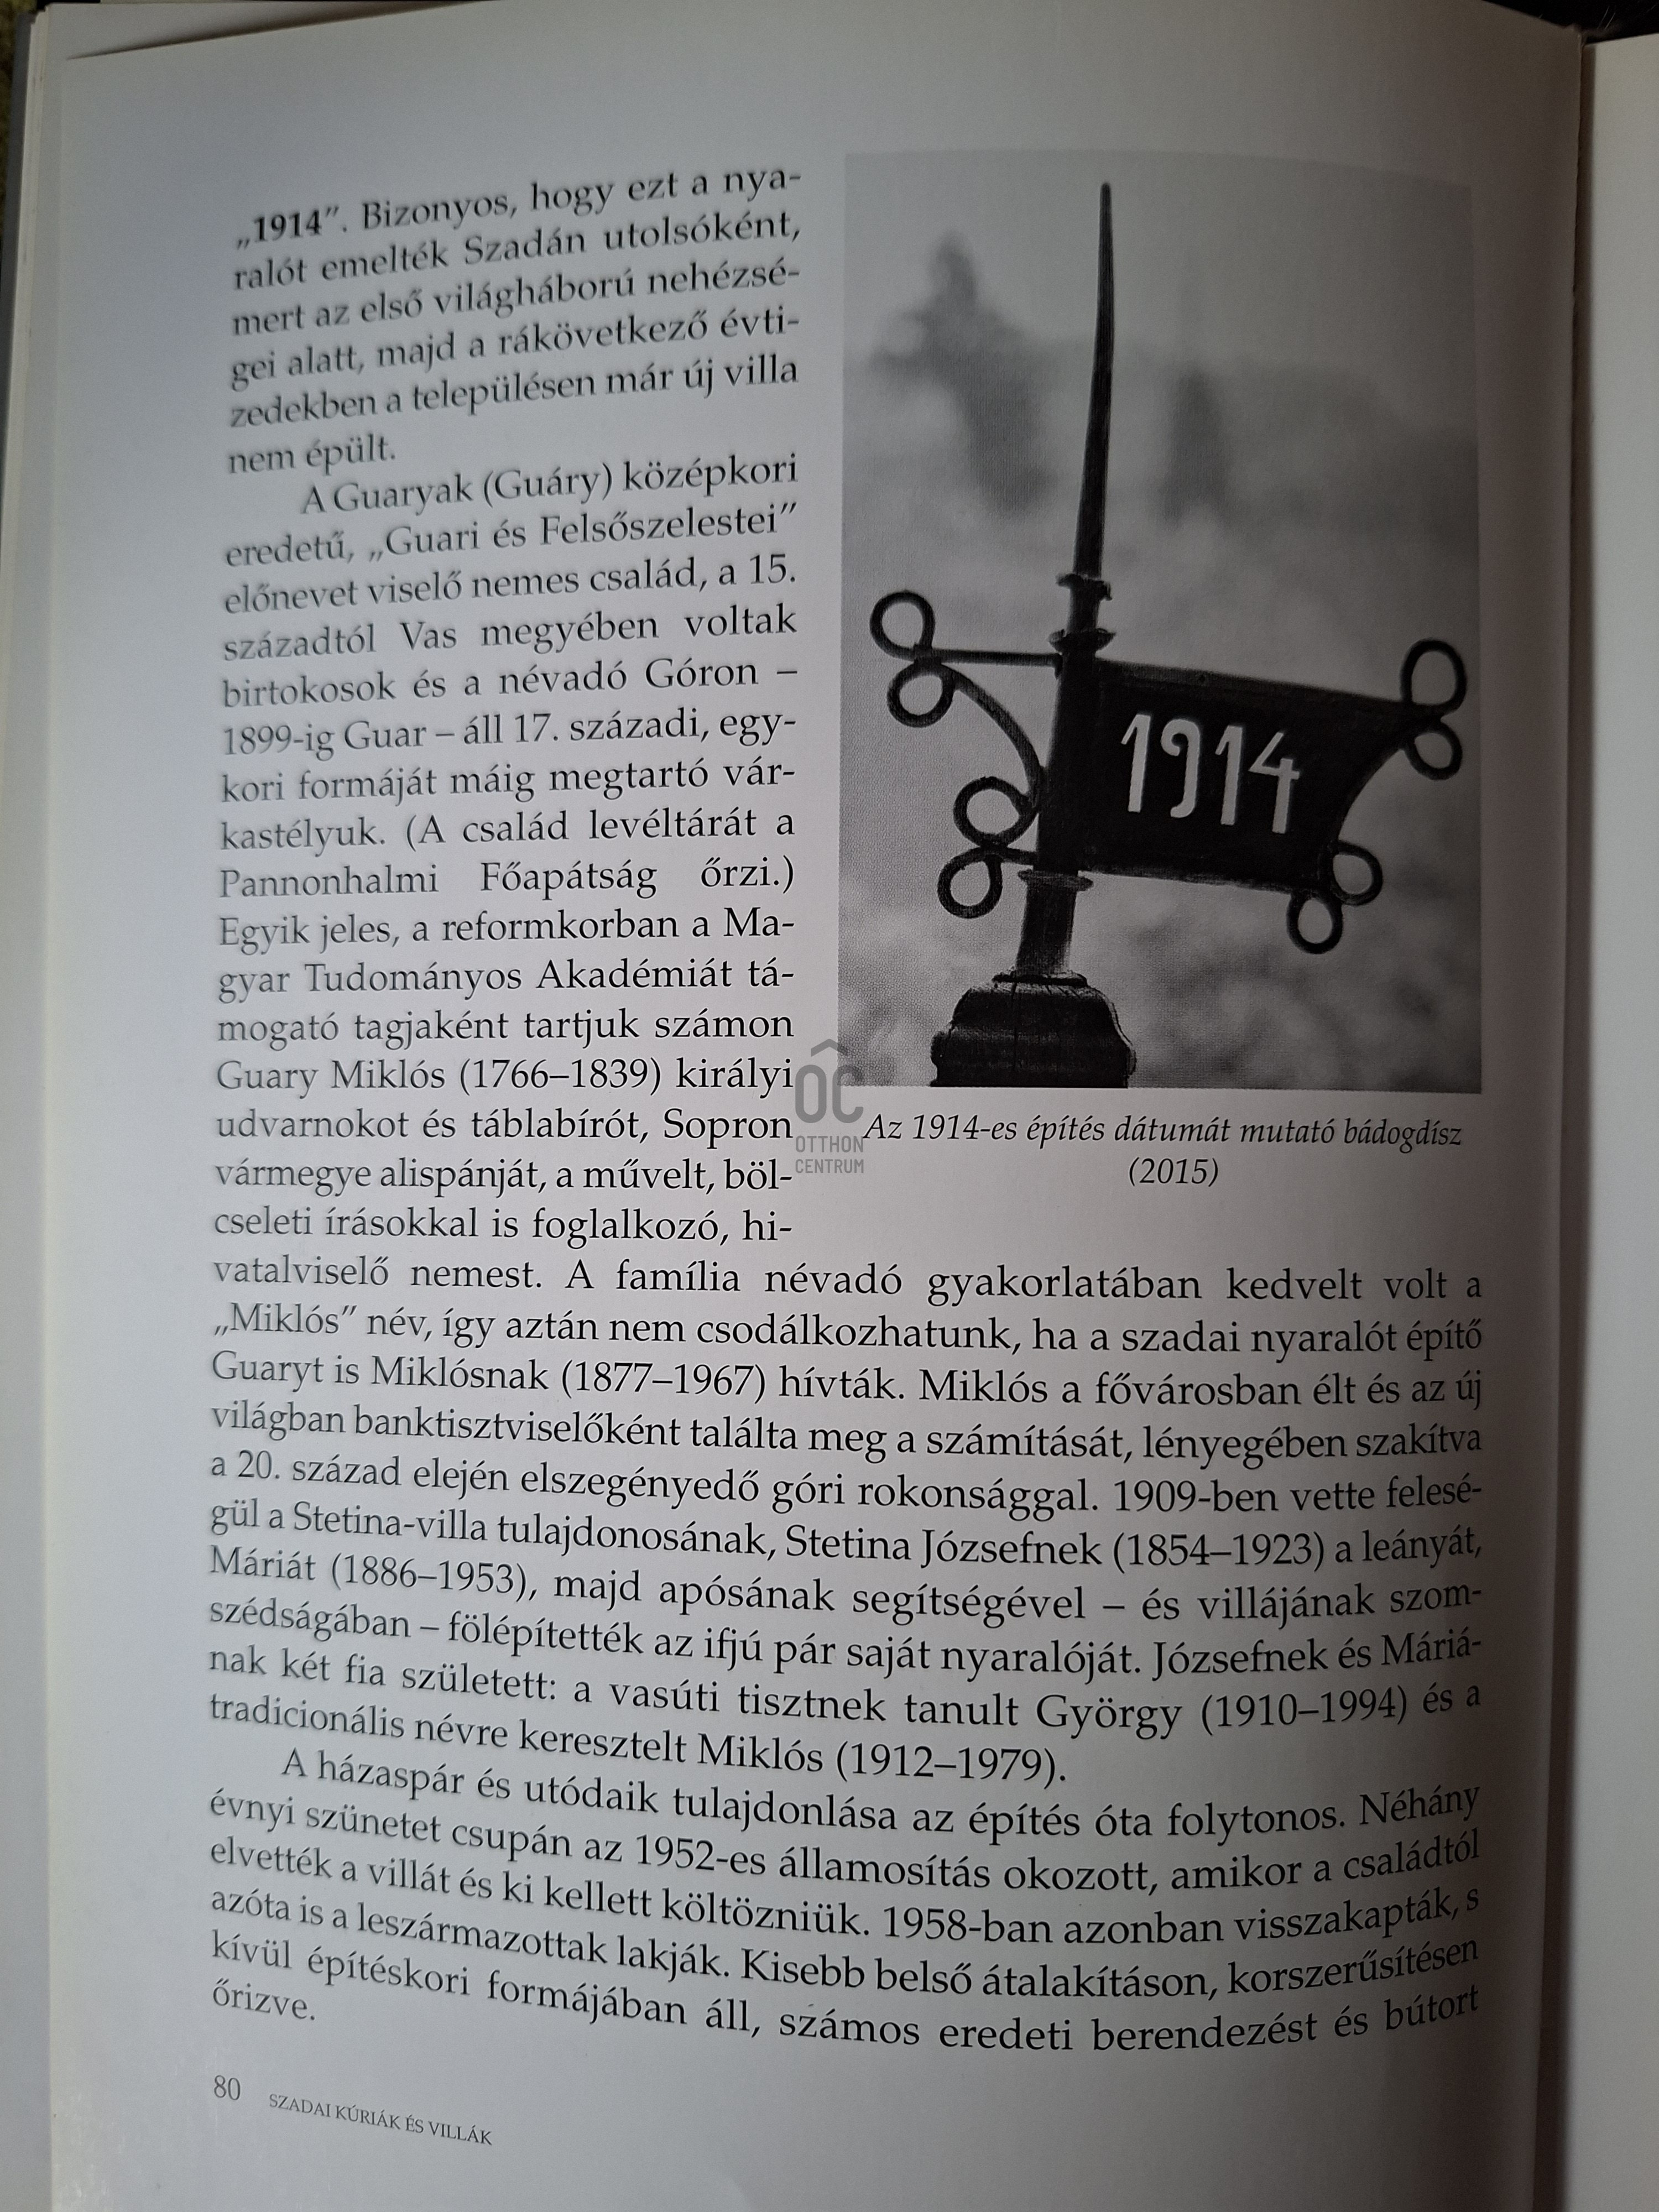 „1914”. Bizonyos, hogy ezt a nya-
ralót emelték Szadán utolsóként,
mert az első világháború nehézsé-
gei alatt, majd a rákövetkező évti-
zedekben a településen már új villa
nem épült.
A Guaryak (Guáry) középkori
eredetű, „Guari és Felsőszelestei”
előnevet viselő nemes család, a 15.
századtól Vas megyében voltak
birtokosok és a névadó Góron –
1899-ig Guar – áll 17. századi, egy-
kori formáját máig megtartó vár-
kastélyuk. (A család levéltárát a
Pannonhalmi Főapátság őrzi.)
Egyik jeles, a reformkorban a Ma-
gyar Tudományos Akadémiát tá-
mogató tagjaként tartjuk számon
Guary Miklós (1766–1839) királyi
udvarnokot és táblabírót, Sopron
vármegye alispánját, a művelt, böl-
cseleti írásokkal is foglalkozó, hi-
vatalviselő nemest. A família névadó gyakorlatában kedvelt volt a
„Miklós” név, így aztán nem csodálkozhatunk, ha a szadai nyaralót építő
Guaryt is Miklósnak (1877–1967) hívták. Miklós a fővárosban élt és az új
világban banktisztviselőként találta meg a számítását, lényegében szakítva
a 20. század elején elszegényedő góri rokonsággal. 1909-ben vette felesé-
gül a Stetina-villa tulajdonosának, Stetina Józsefnek (1854–1923) a leányát,
Máriát (1886–1953), majd apósának segítségével – és villájának szom-
szédságában – fölépítették az ifjú pár saját nyaralóját. Józsefnek és Máriá-
nak két fia született: a vasúti tisztnek tanult György (1910–1994) és a
tradicionális névre keresztelt Miklós (1912–1979).
A házaspár és utódaik tulajdonlása az építés óta folytonos. Néhány
évnyi szünetet csupán az 1952-es államosítás okozott, amikor a családtól
elvették a villát és ki kellett költözniük. 1958-ban azonban visszakapták, s
azóta is a leszármazottak lakják. Kisebb belső átalakításon, korszerűsítésen
kívül építéskori formájában áll, számos eredeti berendezést és bútort
őrizve.
1914
Az 1914-es építés dátumát mutató bádogdísz
(2015)
OC
OTTHON
CENTRUM
80 SZADAI KÚRIÁK ÉS VILLÁK